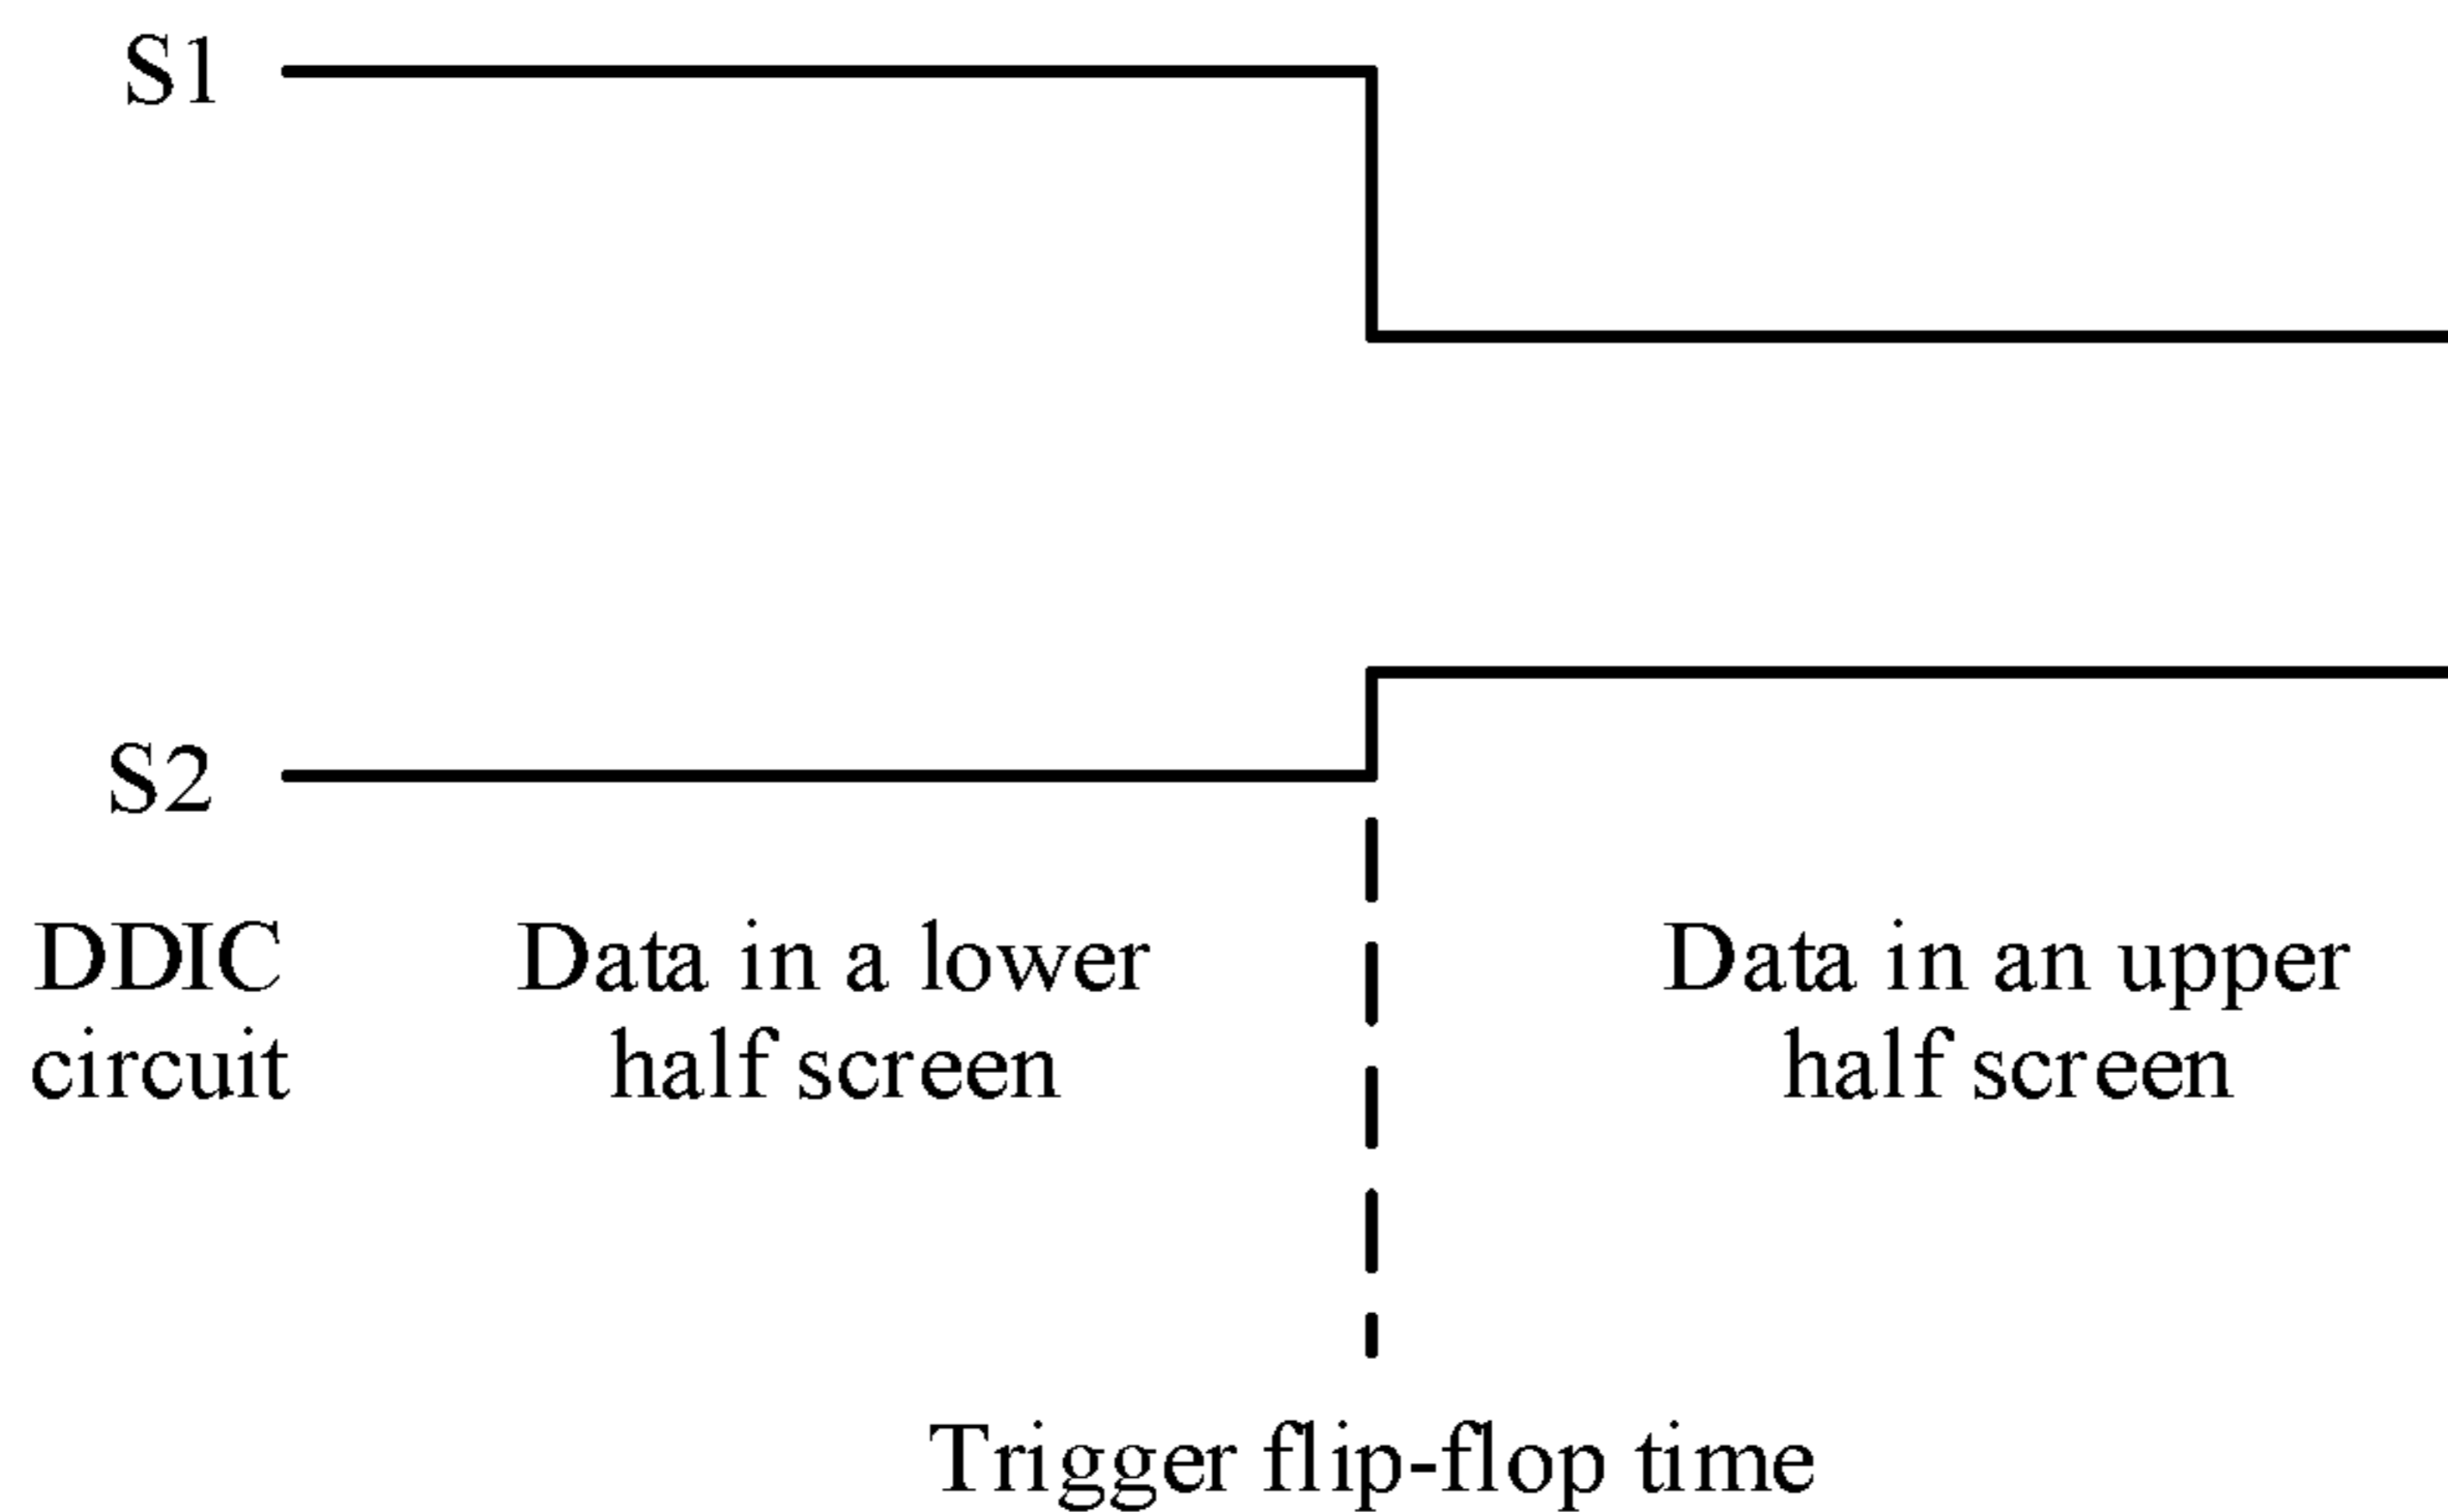 S1
S2
DDIC
circuit
Data in a lower
half screen
Data in an upper
half screen
Trigger flip-flop time